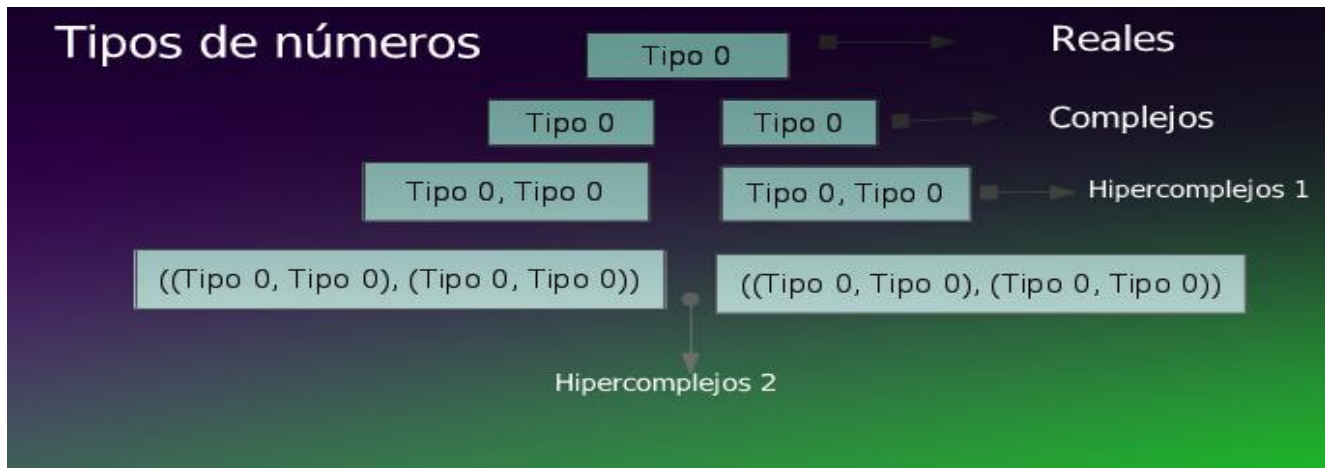 Tipos de números
Tipo 0
Reales
Tipo 0
Tipo 0
Complejos
Tipo 0, Tipo 0
Tipo 0, Tipo 0
Hipercomplejos 1
((Tipo 0, Tipo 0), (Tipo 0, Tipo 0))
((Tipo 0, Tipo 0), (Tipo 0, Tipo 0))
Hipercomplejos 2